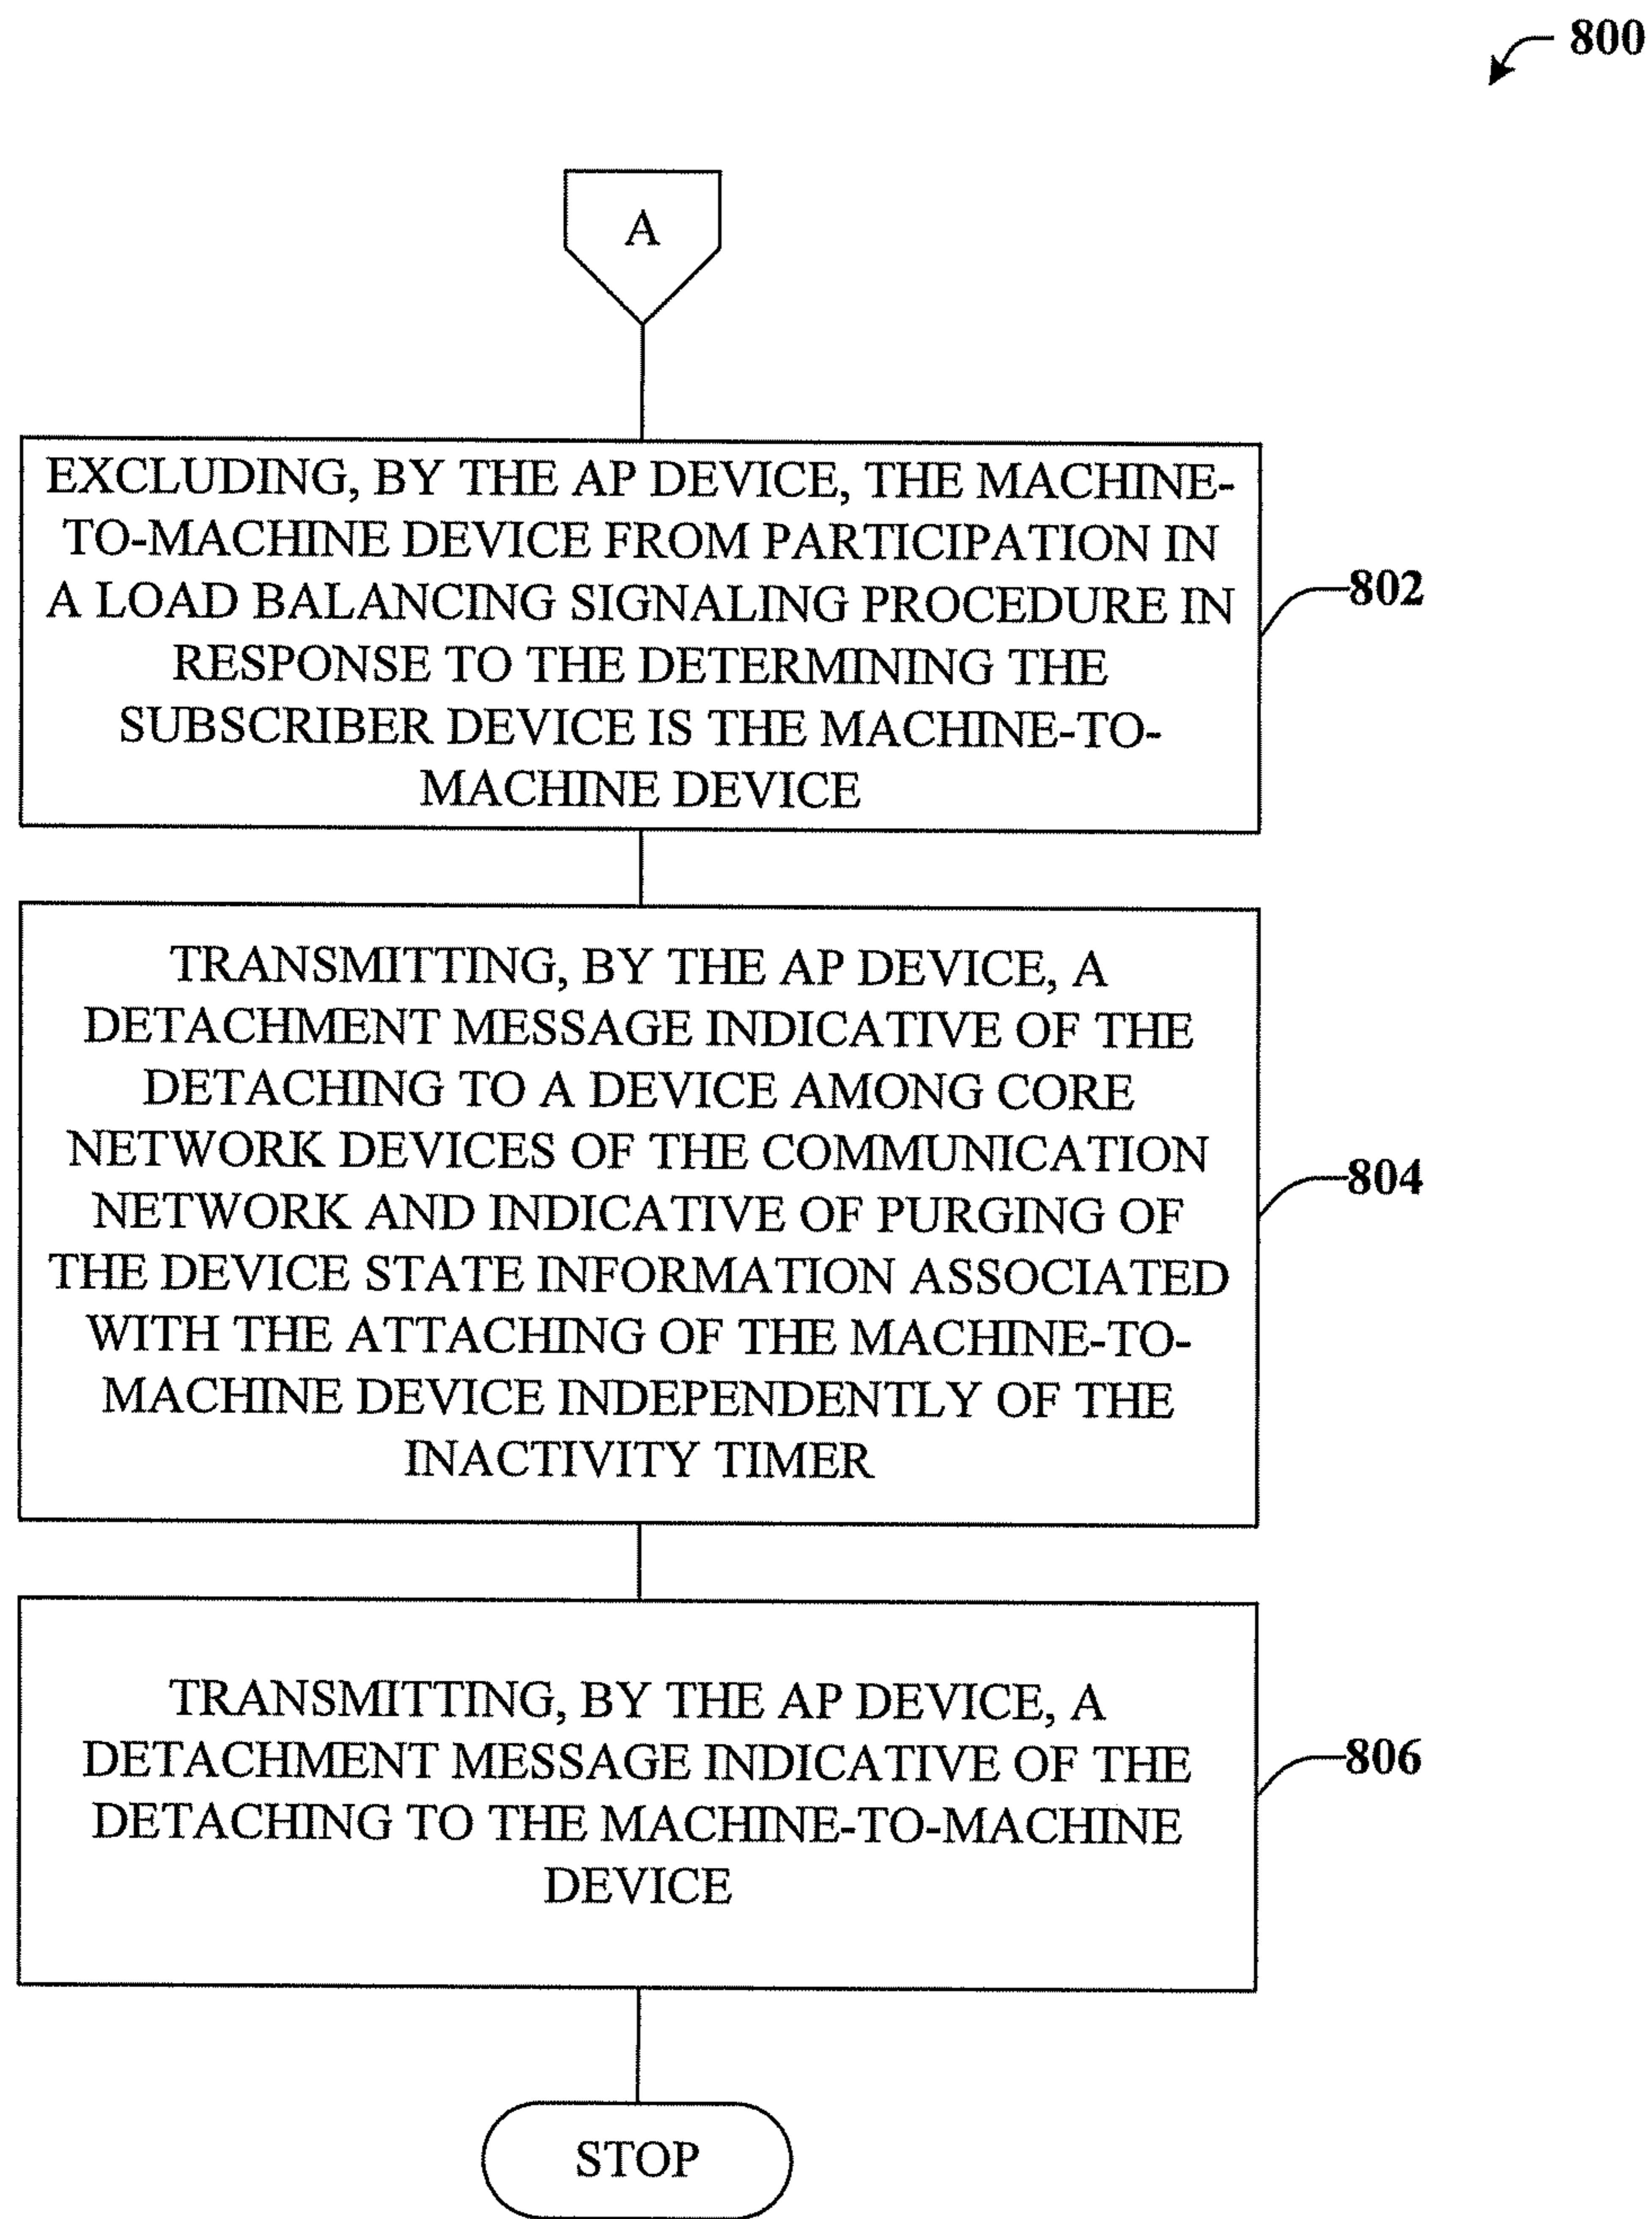 800
A
EXCLUDING, BY THE AP DEVICE, THE MACHINE-
TO-MACHINE DEVICE FROM PARTICIPATION IN
A LOAD BALANCING SIGNALING PROCEDURE IN
RESPONSE TO THE DETERMINING THE
SUBSCRIBER DEVICE IS THE MACHINE-TO-
MACHINE DEVICE
802
TRANSMITTING, BY THE AP DEVICE, A
DETACHMENT MESSAGE INDICATIVE OF THE
DETACHING TO A DEVICE AMONG CORE
NETWORK DEVICES OF THE COMMUNICATION
NETWORK AND INDICATIVE OF PURGING OF
THE DEVICE STATE INFORMATION ASSOCIATED
WITH THE ATTACHING OF THE MACHINE-TO-
MACHINE DEVICE INDEPENDENTLY OF THE
INACTIVITY TIMER
804
TRANSMITTING, BY THE AP DEVICE, A
DETACHMENT MESSAGE INDICATIVE OF THE
DETACHING TO THE MACHINE-TO-MACHINE
DEVICE
806
STOP